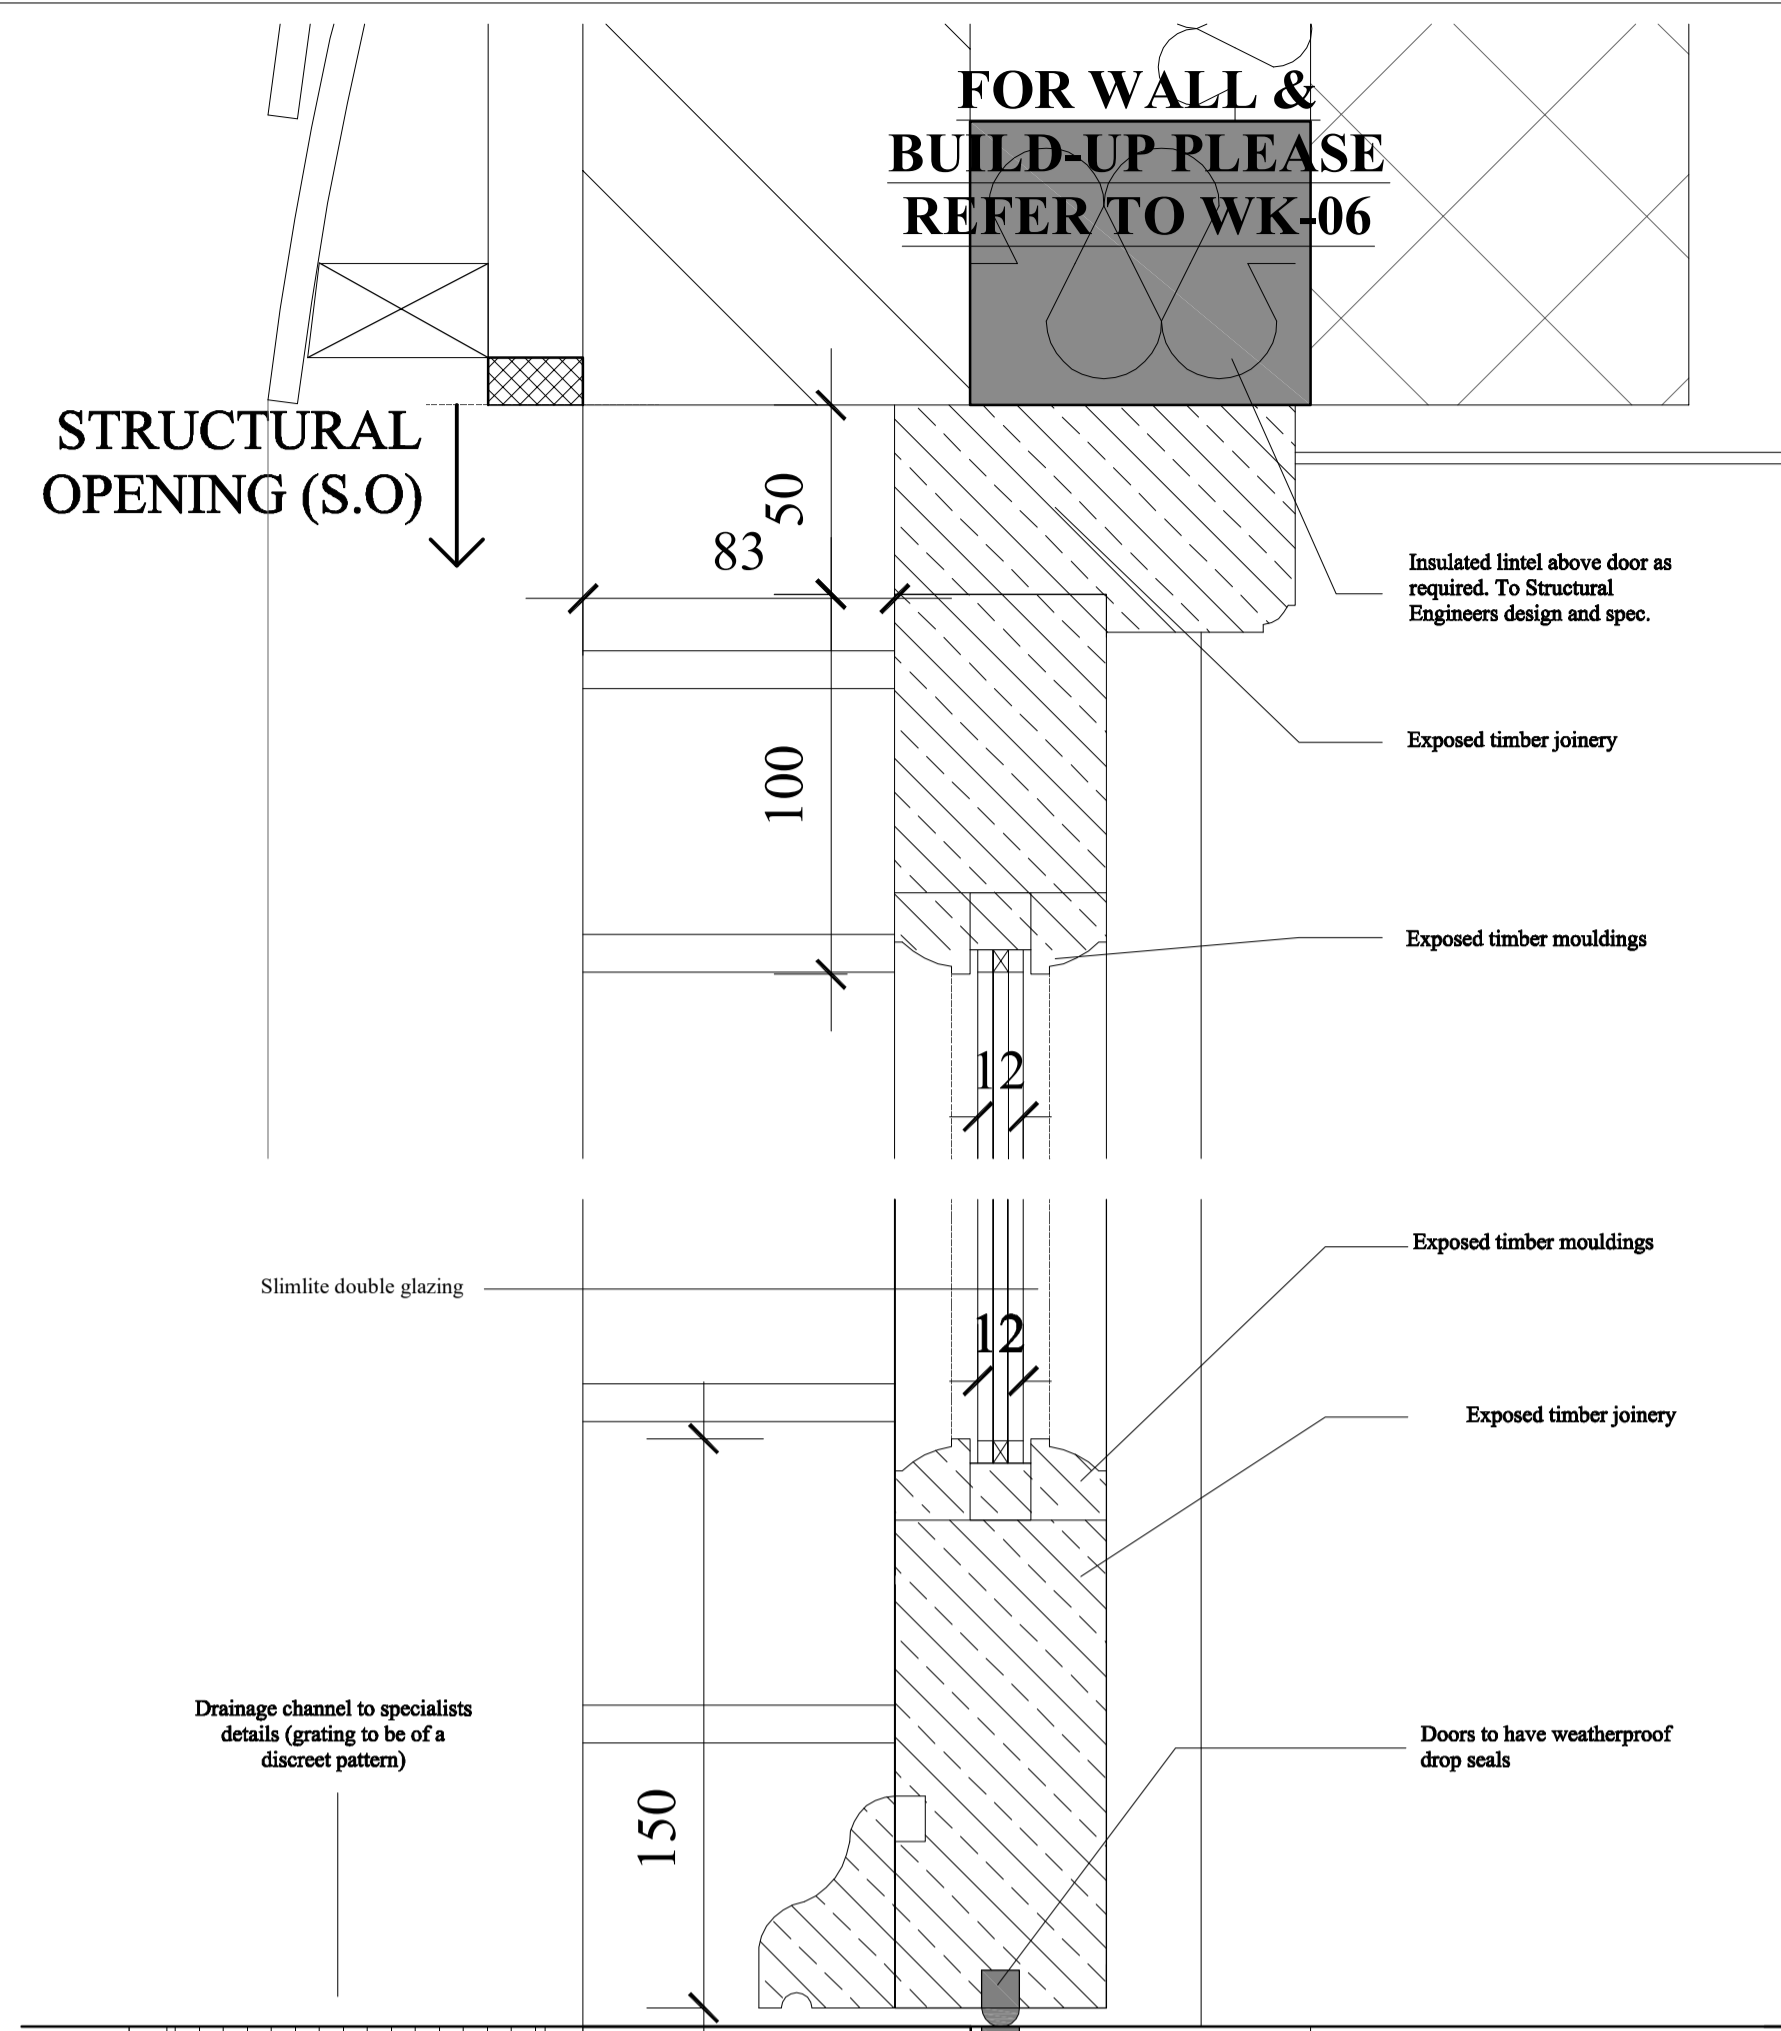 FOR WALL &
BUILD-UP PLEASE
REFER TO WK-06
STRUCTURAL
OPENING (S.O)
50
83
Insulated lintel above door as
required. To Structural
Engineers design and spec.
Exposed timber joinery
100
Exposed timber mouldings
12
Exposed timber mouldings
Slimlite double glazing
12
Exposed timber joinery
Drainage channel to specialists
details (grating to be of a
discreet pattern)
Doors to have weatherproof
drop seals
150